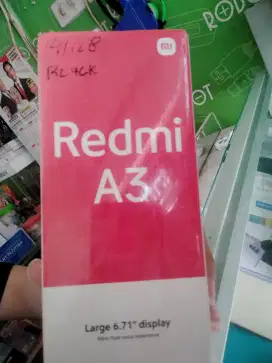 4/128
BLACK
mi
Redmi
A3
Large 6.71" display